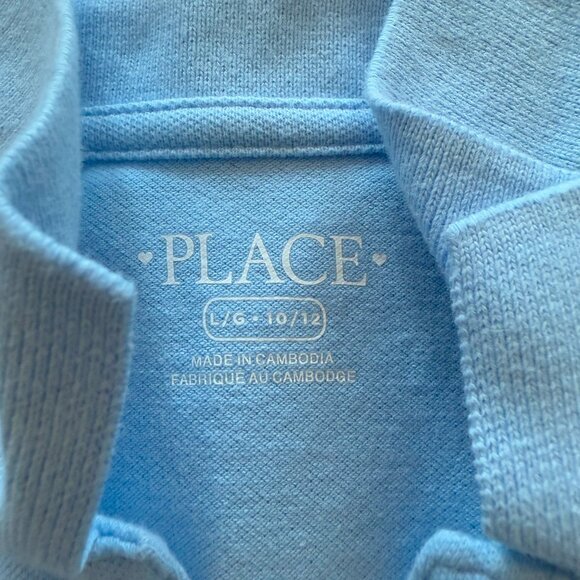 ♥PLACE♥
L/G • 10/12
MADE IN CAMBODIA
FABRIQUÉ AU CAMBODGE